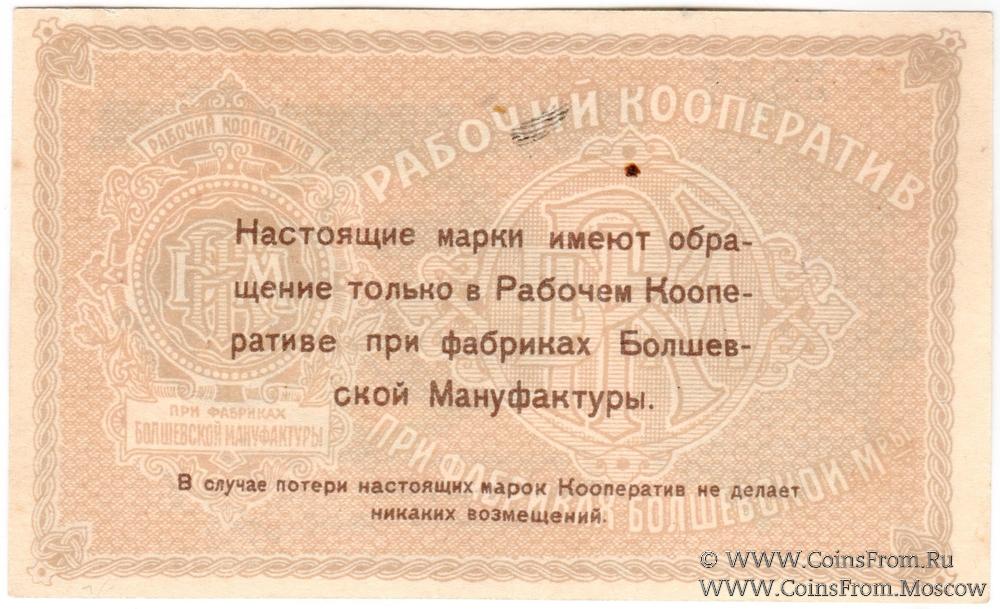 РАБОЧИЙ КООПЕРАТИВ
РАБОЧИЙ КООПЕРАТИВ
Настоящие марки имеют обра-
щение только в Рабочем Коопе-
ративе при фабриках Болшев-
ской Мануфактуры.
ПРИ ФАБРИКАХ
БОЛШЕВСКОЙ МАНУФАКТУРЫ
ПРИ ФАБРИКАХ БОЛШЕВСКОЙ М-РЫ
В случае потери настоящих марок Кооператив не делает
никаких возмещений.
© www.CoinsFrom.Ru
www.CoinsFrom.Moscow